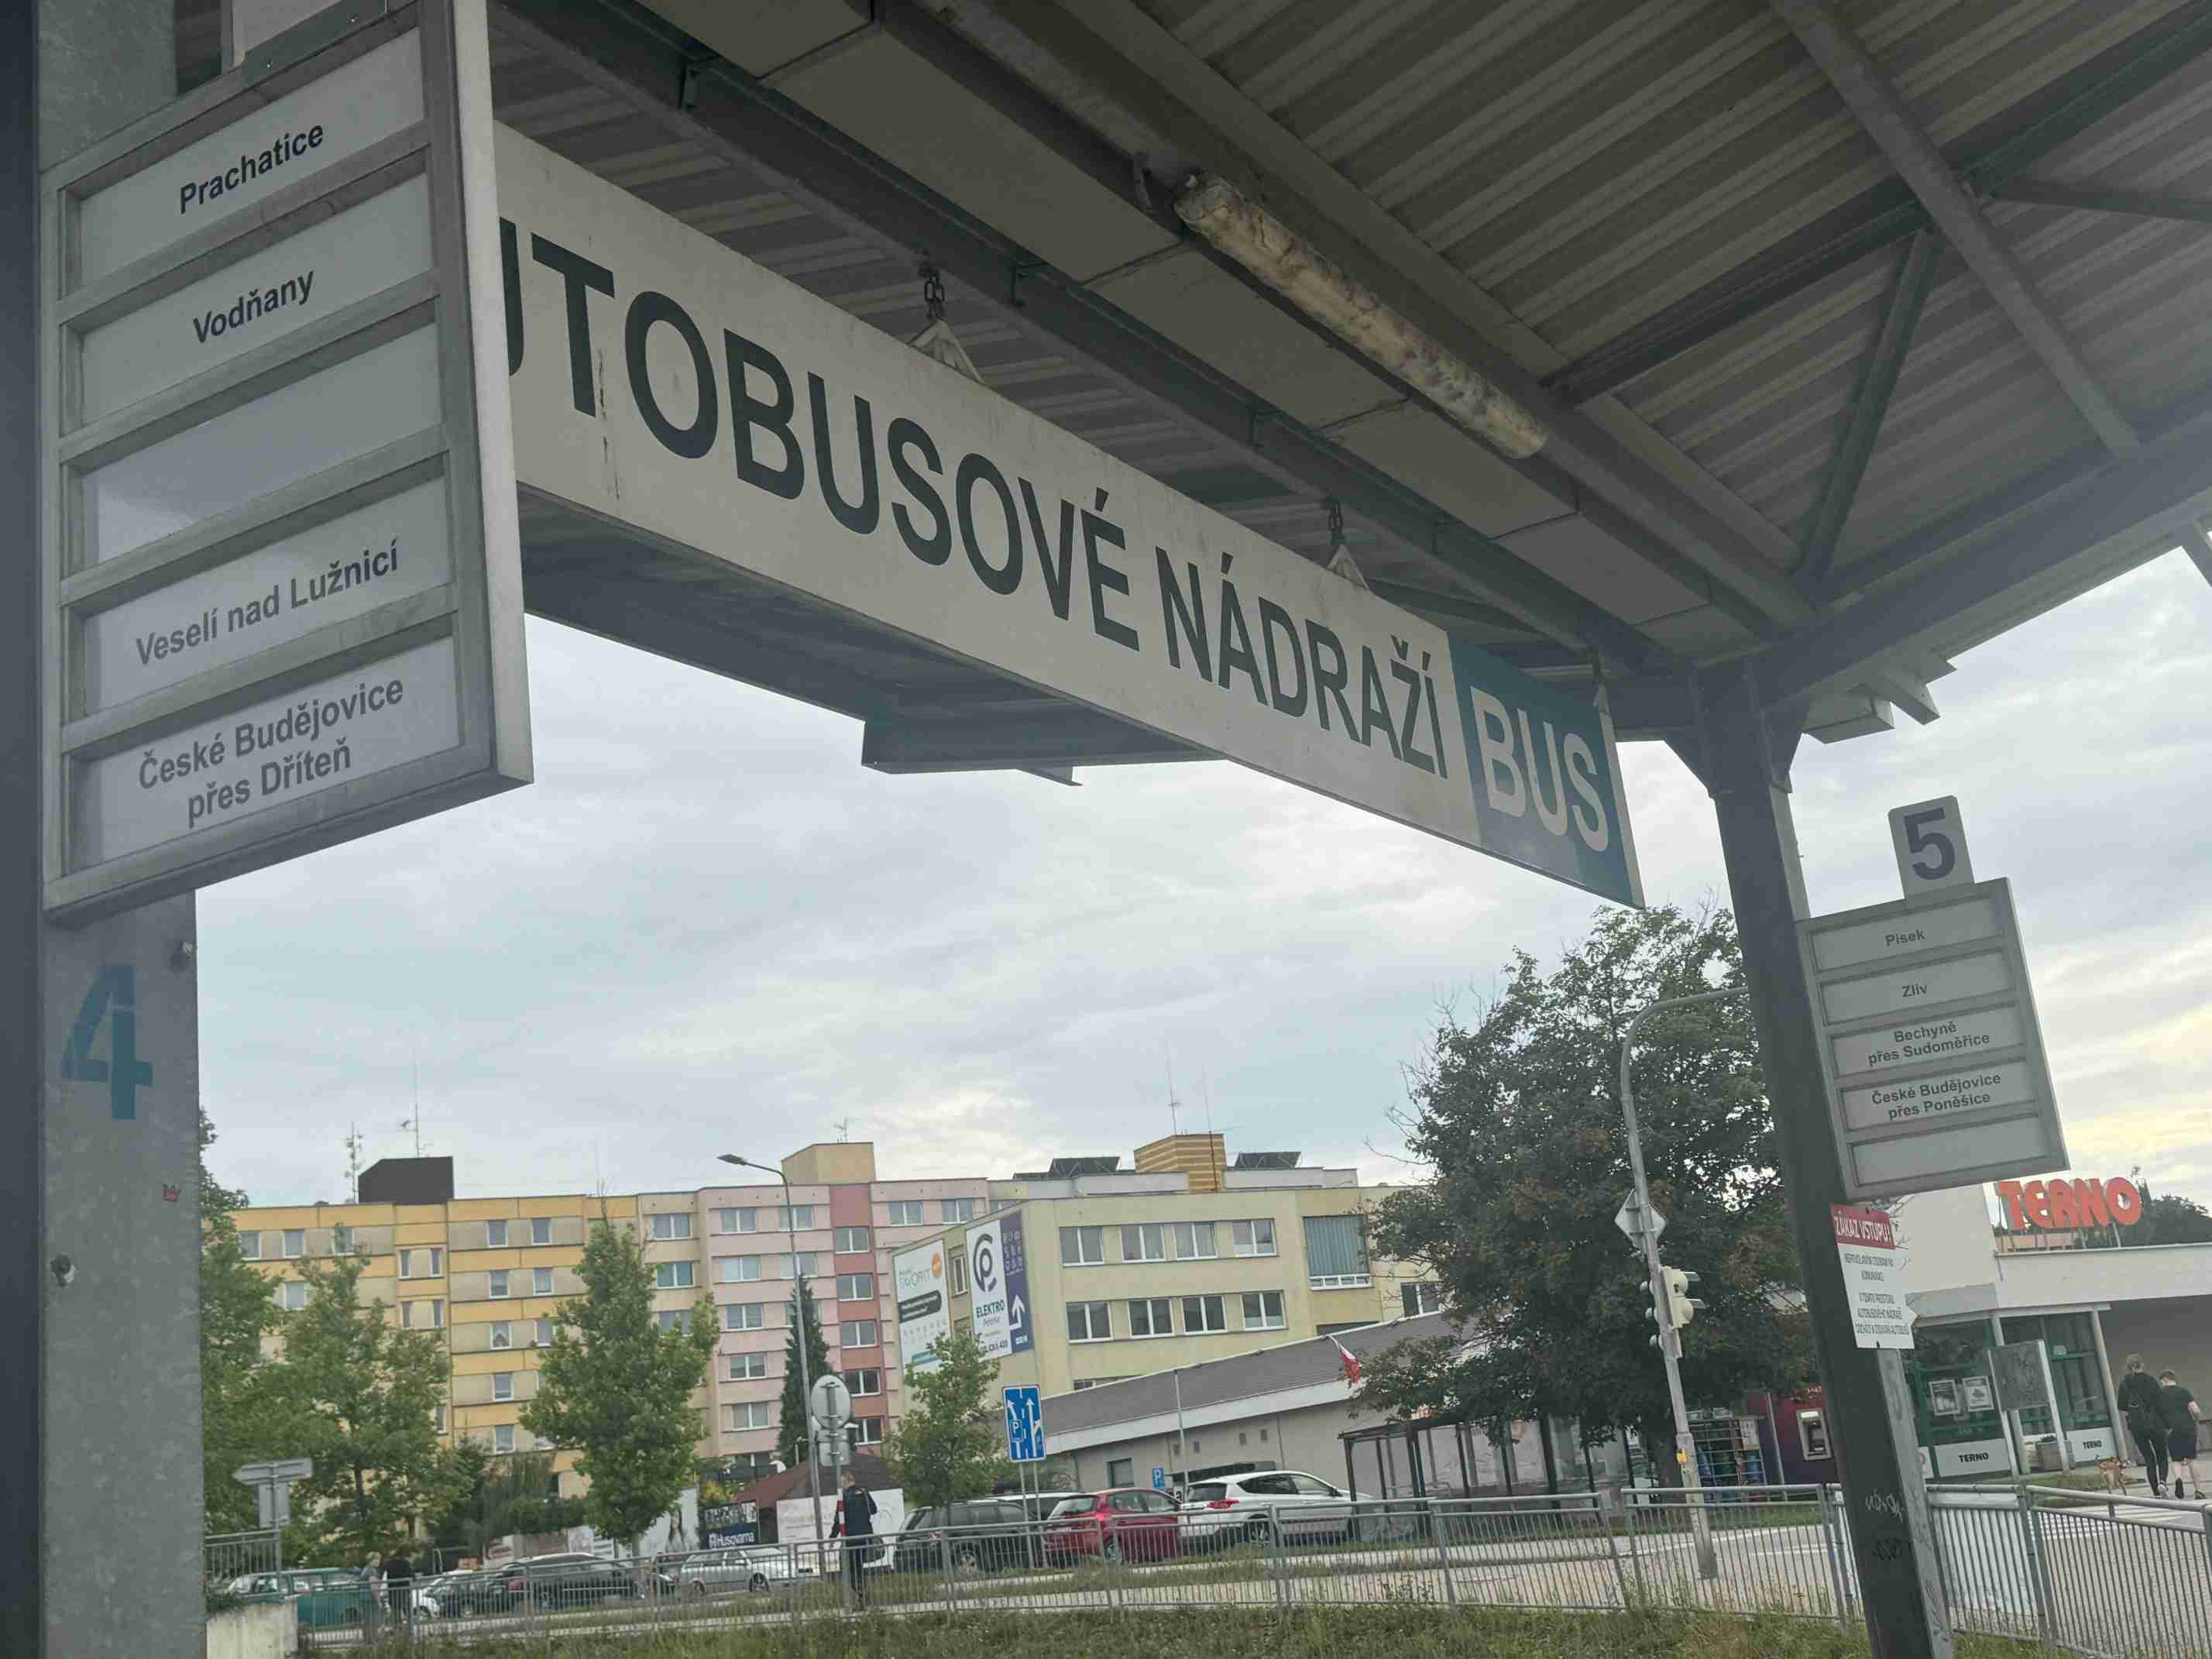 Prachatice
Vodňany
Veselí nad Lužnicí
České Budějovice
přes Dříteň
4
UTOBUSOVÉ NÁDRAŽÍ BUS
5
Písek
Zliv
Bechyně
přes Sudoměřice
České Budějovice
přes Poněšice
TERNO
ZÁKAZ VSTUPU!
ELEKTRO
P
P
Husqvarna
TERNO
TERNO